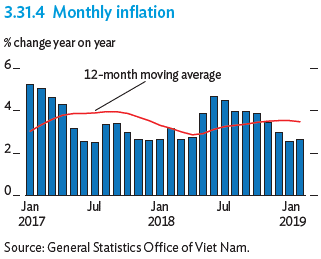 3.31.4 Monthly inflation
% change year on year
6
12-month moving average
4
2
0
Jan Jul Jan Jul Jan
2017 2018 2019
Source: General Statistics Office of Viet Nam.